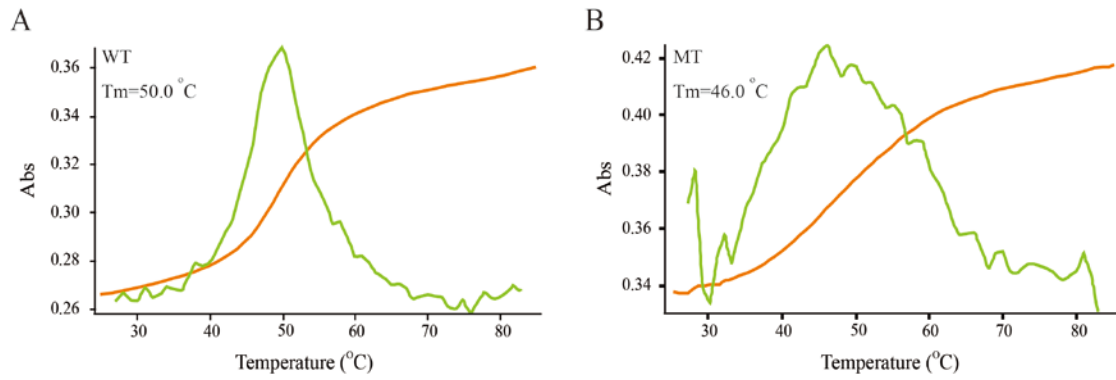 A
WT
Tm=50.0 °C
0.36
0.34
0.32
0.30
0.28
0.26
Abs
30 40 50 60 70 80
Temperature (°C)
B
MT
Tm=46.0 °C
0.42
0.40
0.38
0.36
0.34
Abs
30 40 50 60 70 80
Temperature (°C)